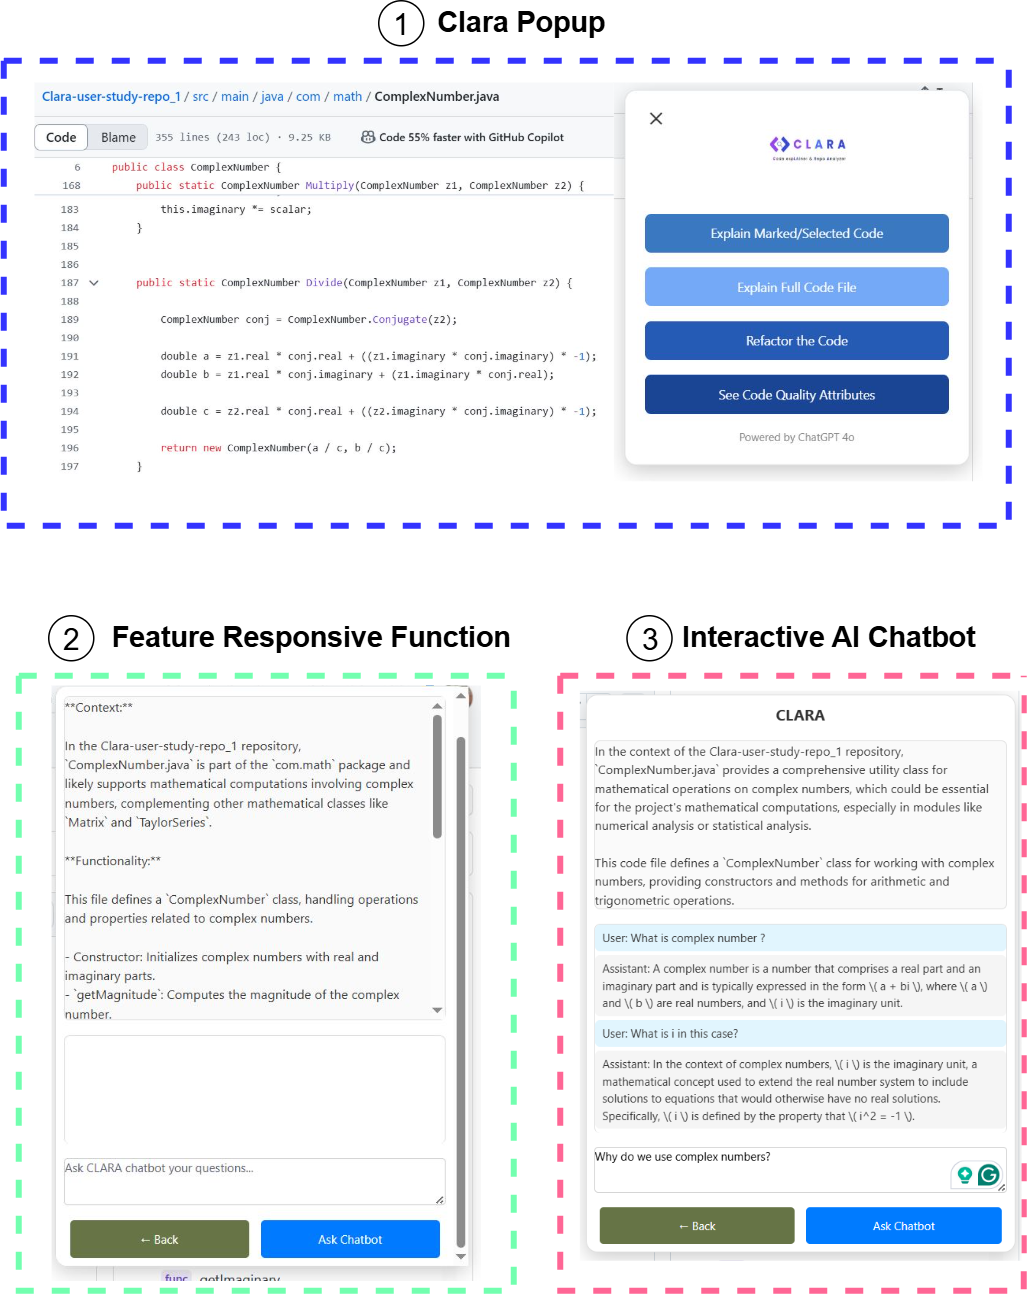 1 Clara Popup
Clara-user-study-repo_1 / src / main / java / com / math / ComplexNumber.java
Code Blame 355 lines (243 loc) · 9.25 KB Code 55% faster with GitHub Copilot
6 public class ComplexNumber {
168 public static ComplexNumber Multiply(ComplexNumber z1, ComplexNumber z2) {
183 this.imaginary *= scalar;
184 }
185
186
187 public static ComplexNumber Divide(ComplexNumber z1, ComplexNumber z2) {
188
189 ComplexNumber conj = ComplexNumber.Conjugate(z2);
190
191 double a = z1.real * conj.real + ((z1.imaginary * conj.imaginary) * -1);
192 double b = z1.real * conj.imaginary + (z1.imaginary * conj.real);
193
194 double c = z2.real * conj.real + ((z2.imaginary * conj.imaginary) * -1);
195
196 return new ComplexNumber(a / c, b / c);
197 }
CLARA
Code explainer & Repo Analyzer
Explain Marked/Selected Code
Explain Full Code File
Refactor the Code
See Code Quality Attributes
Powered by ChatGPT 4o
2 Feature Responsive Function
**Context:**
In the Clara-user-study-repo_1 repository,
`ComplexNumber.java` is part of the `com.math` package and
likely supports mathematical computations involving complex
numbers, complementing other mathematical classes like
`Matrix` and `TaylorSeries`.
**Functionality:**
This file defines a `ComplexNumber` class, handling operations
and properties related to complex numbers.
- Constructor: Initializes complex numbers with real and
imaginary parts.
- `getMagnitude`: Computes the magnitude of the complex
number.
Ask CLARA chatbot your questions...
← Back Ask Chatbot
func getImaginary
3 Interactive AI Chatbot
CLARA
In the context of the Clara-user-study-repo_1 repository,
`ComplexNumber.java` provides a comprehensive utility class for
mathematical operations on complex numbers, which could be essential
for the project's mathematical computations, especially in modules like
numerical analysis or statistical analysis.
This code file defines a `ComplexNumber` class for working with complex
numbers, providing constructors and methods for arithmetic and
trigonometric operations.
User: What is complex number ?
Assistant: A complex number is a number that comprises a real part and an
imaginary part and is typically expressed in the form \( a + bi \), where \( a \)
and \( b \) are real numbers, and \( i \) is the imaginary unit.
User: What is i in this case?
Assistant: In the context of complex numbers, \( i \) is the imaginary unit, a
mathematical concept used to extend the real number system to include
solutions to equations that would otherwise have no real solutions.
Specifically, \( i \) is defined by the property that \( i^2 = -1 \).
Why do we use complex numbers?
← Back Ask Chatbot